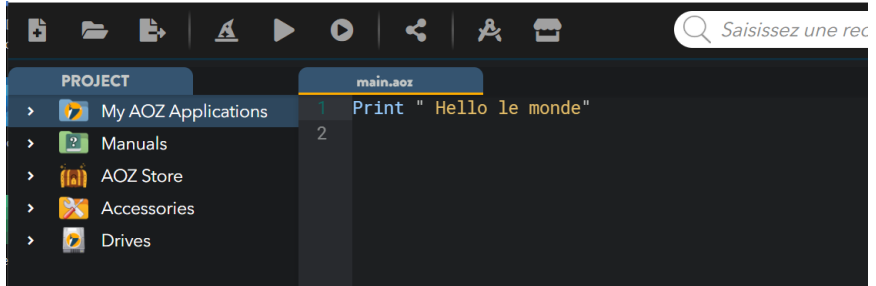 Saisissez une rec
PROJECT
main.aoz
My AOZ Applications
Manuals
AOZ Store
Accessories
Drives
1 Print " Hello le monde"
2